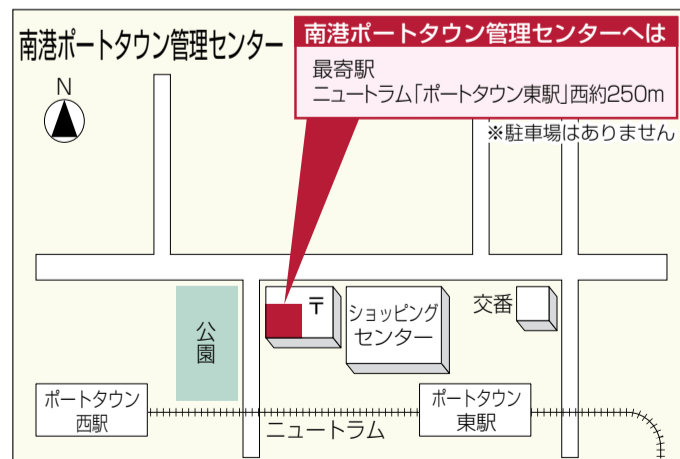 南港ポートタウン管理センター
南港ポートタウン管理センターへは
最寄駅
ニュートラム「ポートタウン東駅」西約250m
※駐車場はありません
N
〒
ショッピング
センター
交番
公園
ポートタウン
西駅
ニュートラム
ポートタウン
東駅